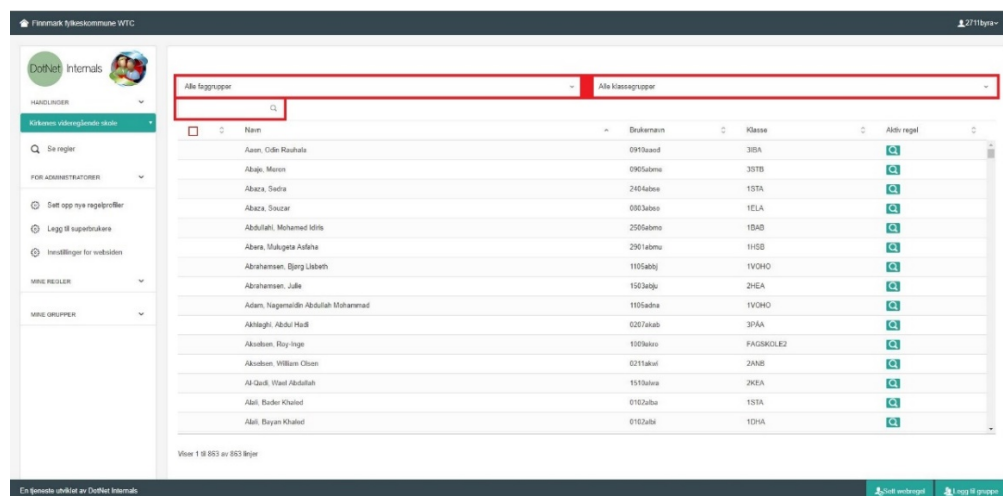 Finnmark fylkeskommune WTC
2711byra
DotNet Internals
HANDLINGER
Kirkenes videregående skole
Se regler
FOR ADMINISTRATORER
Sett opp nye regelprofiler
Legg til superbrukere
Innstillinger for websiden
MINE REGLER
MINE GRUPPER
Alle faggrupper
Alle klassegrupper
Navn Brukernavn Klasse Aktiv regel
Aaen, Odin Rauhala 0910aaod 3IBA
Abaje, Meron 0905abme 3STB
Abaza, Sedra 2404abse 1STA
Abaza, Souzar 0803abso 1ELA
Abdullahi, Mohamed Idiris 2506abmo 1BAB
Abera, Mulugeta Asfaha 2901abmu 1HSB
Abrahamsen, Bjørg Lisbeth 1105abbj 1VOHO
Abrahamsen, Julie 1503abju 2HEA
Adam, Nagemeldin Abdullah Mohammad 1106adna 1VOHO
Akhlaghi, Abdul Hadi 0207akab 3PÅA
Akselsen, Roy-Inge 1009akro FAGSKOLE2
Akselsen, William Olsen 0211akwi 2ANB
Al-Qadi, Wael Abdallah 1510alwa 2KEA
Alali, Bader Khaled 0102alba 1STA
Alali, Bayan Khaled 0102albi 1DHA
Viser 1 til 863 av 863 linjer
En tjeneste utviklet av DotNet Internals
Sett webregel
Legg til gruppe